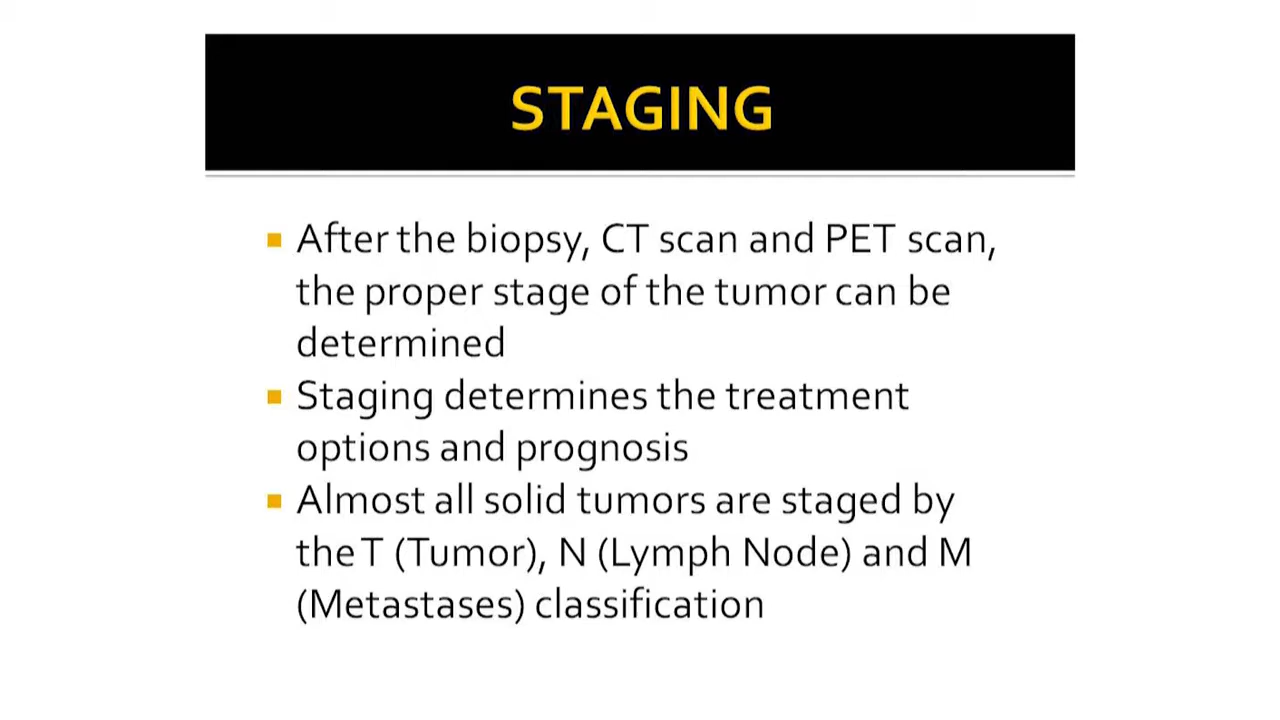 STAGING
After the biopsy, CT scan and PET scan,
the proper stage of the tumor can be
determined
Staging determines the treatment
options and prognosis
Almost all solid tumors are staged by
the T (Tumor), N (Lymph Node) and M
(Metastases) classification